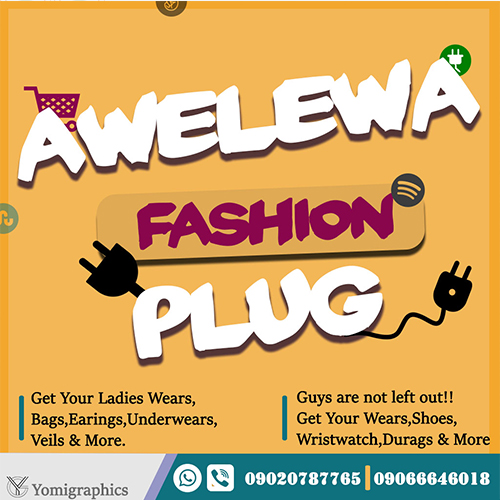 AWELEWA
FASHION
PLUG
Get Your Ladies Wears,
Bags,Earings,Underwears,
Veils & More.
Guys are not left out!!
Get Your Wears,Shoes,
Wristwatch,Durags & More
Yomigraphics
09020787765 | 09066646018